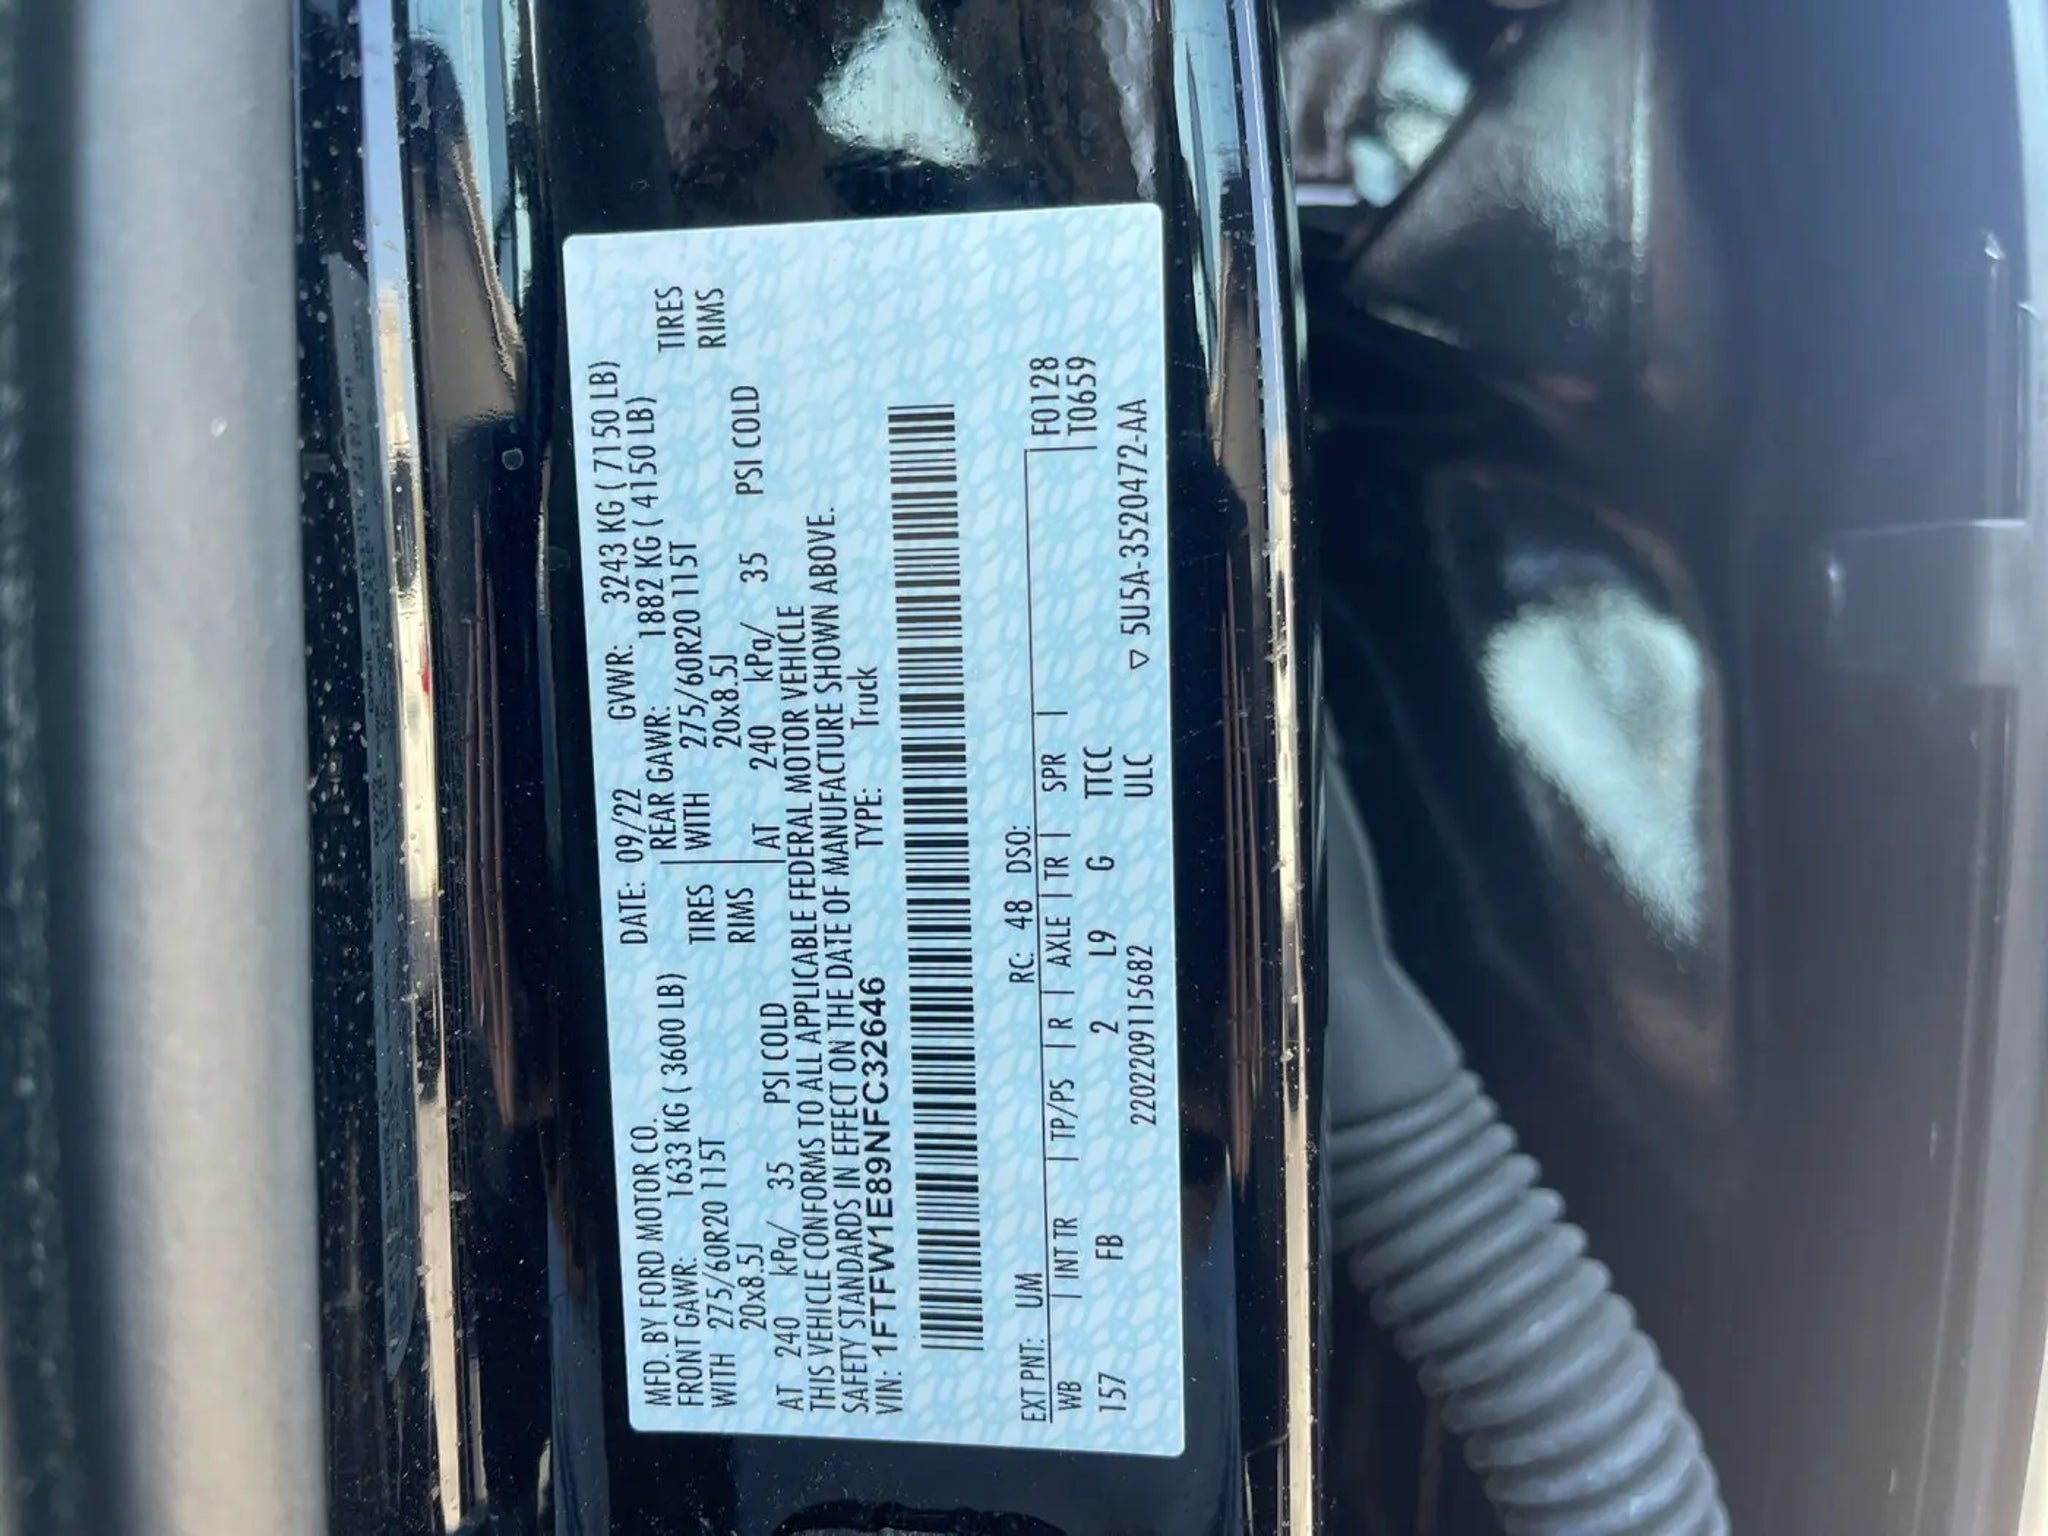 MFD. BY FORD MOTOR CO. DATE: 09/22 GVWR: 3243 KG ( 7150 LB)
FRONT GAWR: 1633 KG ( 3600 LB) REAR GAWR: 1882 KG ( 4150 LB)
WITH 275/60R20 115T TIRES WITH 275/60R20 115T TIRES
20x8.5J RIMS 20x8.5J RIMS
AT 240 kPa/ 35 PSI COLD AT 240 kPa/ 35 PSI COLD
THIS VEHICLE CONFORMS TO ALL APPLICABLE FEDERAL MOTOR VEHICLE
SAFETY STANDARDS IN EFFECT ON THE DATE OF MANUFACTURE SHOWN ABOVE.
VIN: 1FTFW1E89NFC32646 TYPE: Truck
EXT PNT: UM RC: 48 DSO: F0128
WB | INT TR | TP/PS | R | AXLE | TR | SPR | | T0659
157 FB 2 L9 G TTCC
2202209115682 ULC ▽ 5U5A-3520472-AA